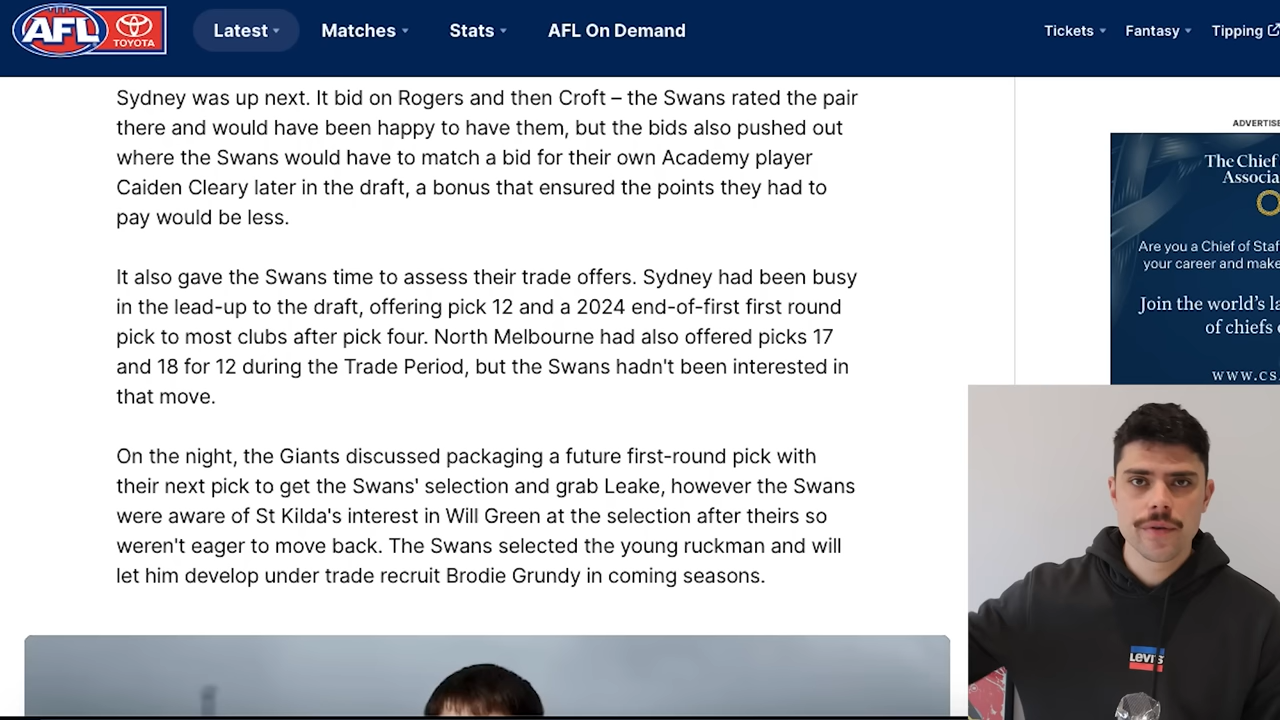 AFL
TOYOTA
Latest
Matches
Stats
AFL On Demand
Tickets
Fantasy
Tipping
Sydney was up next. It bid on Rogers and then Croft – the Swans rated the pair
there and would have been happy to have them, but the bids also pushed out
where the Swans would have to match a bid for their own Academy player
Caiden Cleary later in the draft, a bonus that ensured the points they had to
pay would be less.
It also gave the Swans time to assess their trade offers. Sydney had been busy
in the lead-up to the draft, offering pick 12 and a 2024 end-of-first first round
pick to most clubs after pick four. North Melbourne had also offered picks 17
and 18 for 12 during the Trade Period, but the Swans hadn't been interested in
that move.
On the night, the Giants discussed packaging a future first-round pick with
their next pick to get the Swans' selection and grab Leake, however the Swans
were aware of St Kilda's interest in Will Green at the selection after theirs so
weren't eager to move back. The Swans selected the young ruckman and will
let him develop under trade recruit Brodie Grundy in coming seasons.
ADVERTISE
The Chief
Associa
Are you a Chief of Staf
your career and make
Join the world's la
of chiefs
WWW.CS
Levi's